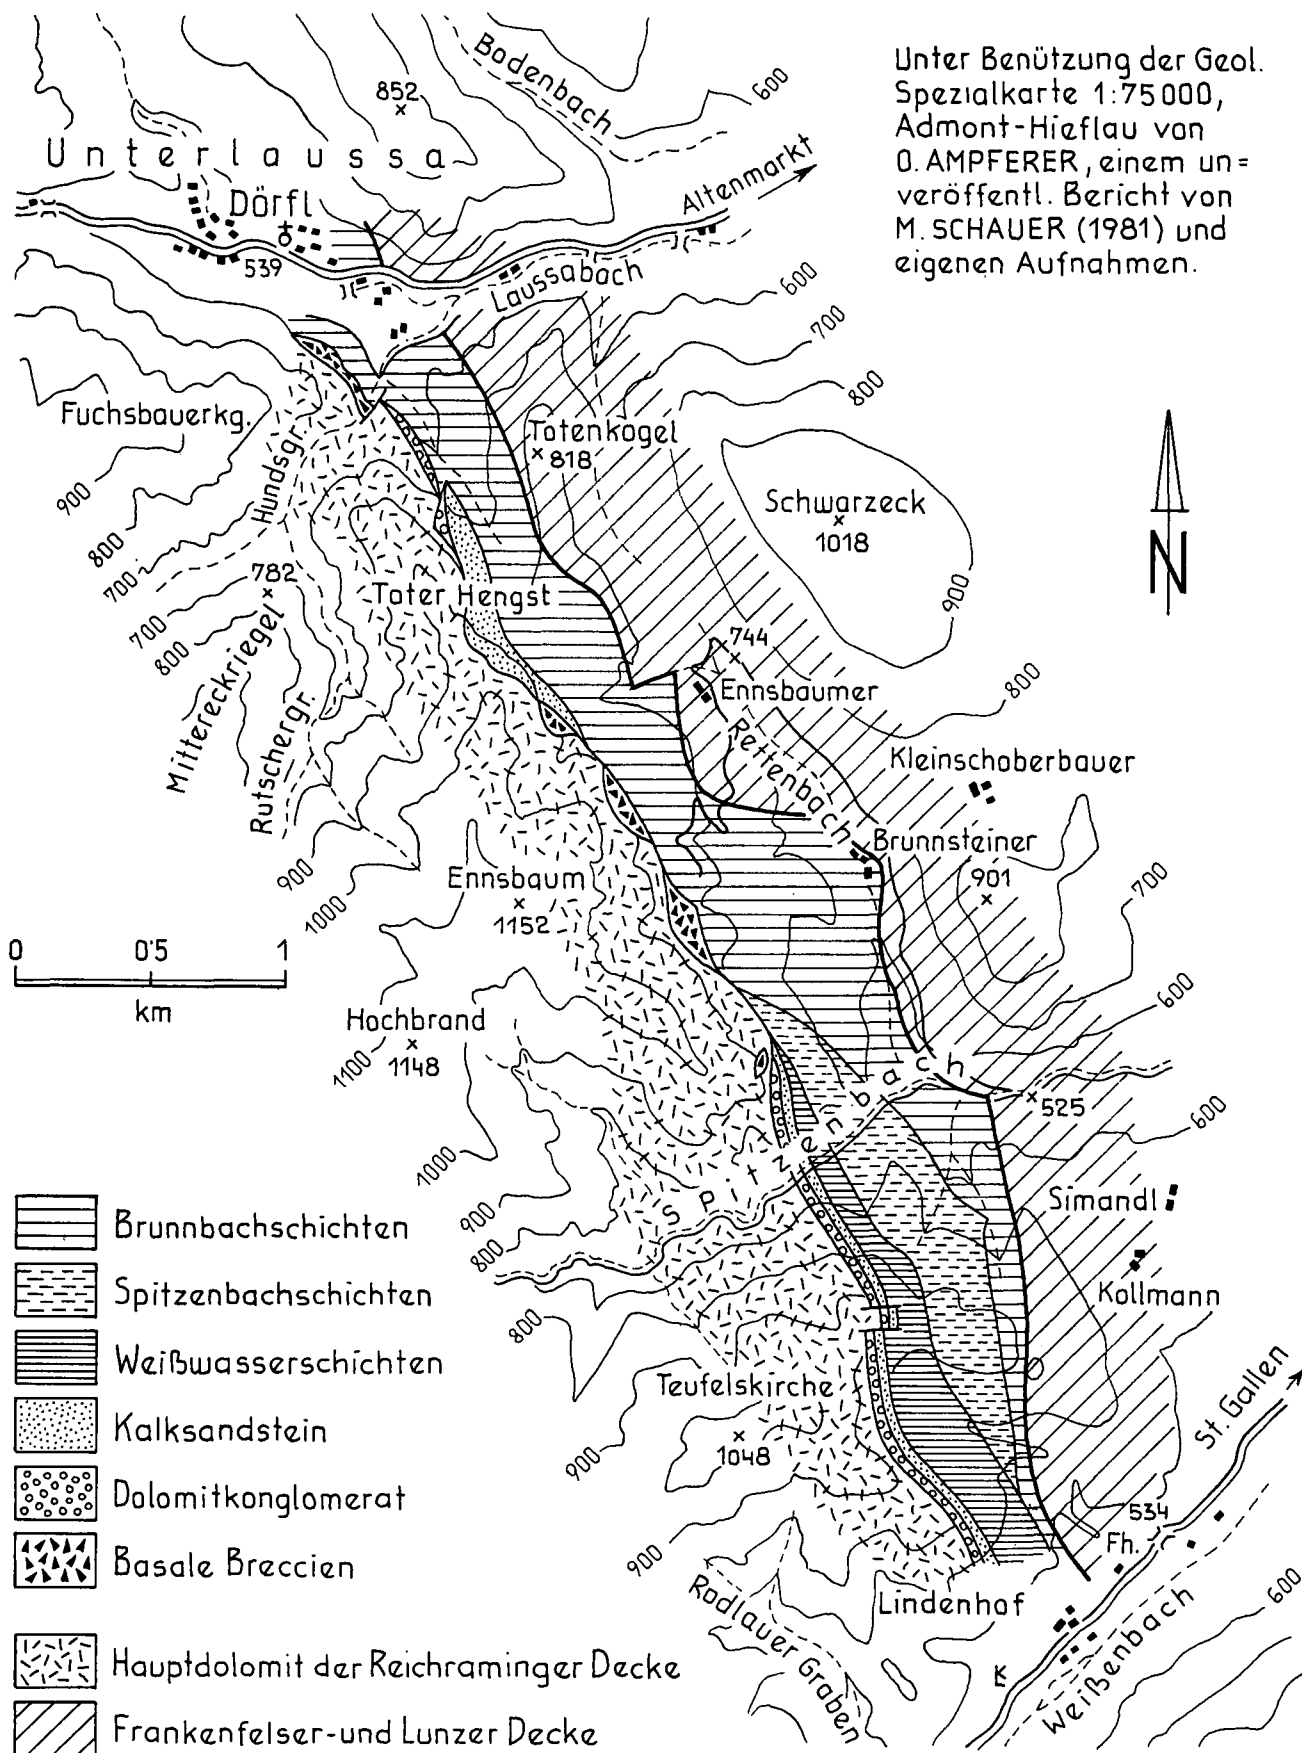 Unter Benützung der Geol.
Spezialkarte 1:75000,
Admont-Hieflau von
O. AMPFERER, einem un=
veröffentl. Bericht von
M. SCHAUER (1981) und
eigenen Aufnahmen.
Bodenbach
600
852
Unterlaussa
Altenmarkt
Dörfl
539
Laussabach
600
700
800
Fuchsbauerkg.
Totenkogel
818
Hundsgr.
900
Schwarzeck
1018
800
N
700
782
Toter Hengst
900
700
800
744
Mittereckriegel
Ennsbaumer
800
Rutschergr.
Rettenbach
Kleinschoberbauer
Brunnsteiner
900
Ennsbaum
901
700
1152
1000
0 0'5 1
km
600
Hochbrand
1148
1100
525
600
Spitzenbach
1000
Simandl
900
800
Kollmann
800
Teufelskirche
St. Gallen
900
1048
534
Fh.
900
Lindenhof
600
Rodlauer Graben
Weißenbach
Brunnbachschichten
Spitzenbachschichten
Weißwasserschichten
Kalksandstein
Dolomitkonglomerat
Basale Breccien
Hauptdolomit der Reichraminger Decke
Frankenfelser-und Lunzer Decke